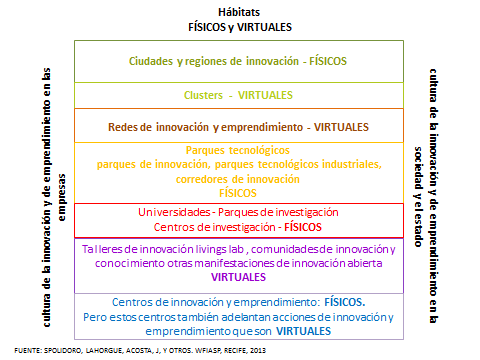 Hábitats
FÍSICOS y VIRTUALES
Ciudades y regiones de innovación - FÍSICOS
Clusters - VIRTUALES
Redes de innovación y emprendimiento - VIRTUALES
Parques tecnológicos
parques de innovación, parques tecnológicos industriales,
corredores de innovación
FÍSICOS
Universidades - Parques de investigación
Centros de investigación - FÍSICOS
Talleres de innovación livings lab , comunidades de innovación y
conocimiento otras manifestaciones de innovación abierta
VIRTUALES
Centros de innovación y emprendimiento: FÍSICOS.
Pero estos centros también adelantan acciones de innovación y
emprendimiento que son VIRTUALES
cultura de la innovación y de emprendimiento en las
empresas
cultura de la innovación y de emprendimiento en la
sociedad y el estado
FUENTE: SPOLIDORO, LAHORGUE, ACOSTA, J, Y OTROS. WFIASP, RECIFE, 2013